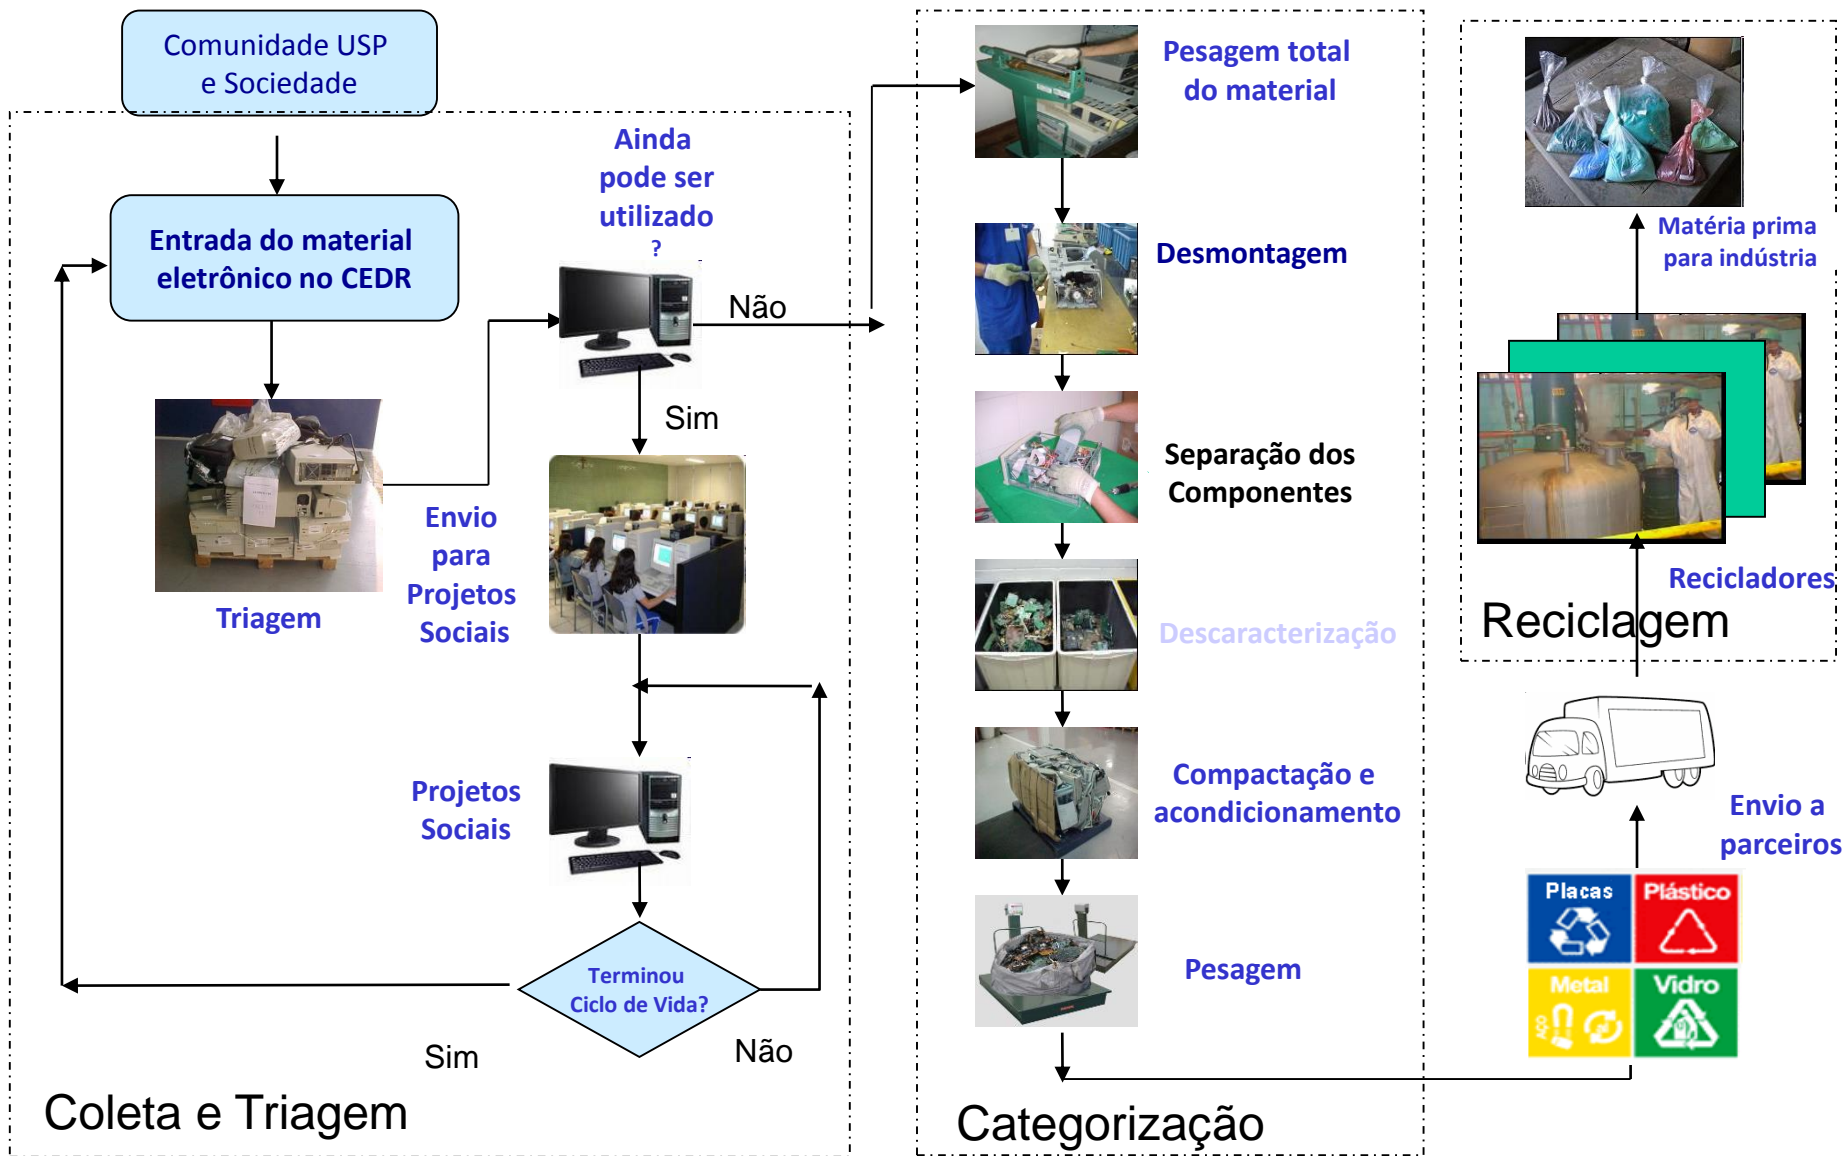 Comunidade USP
e Sociedade
Entrada do material
eletrônico no CEDR
Triagem
Ainda
pode ser
utilizado
?
Não
Sim
Envio
para
Projetos
Sociais
Projetos
Sociais
Terminou
Ciclo de Vida?
Sim
Não
Coleta e Triagem
Pesagem total
do material
Desmontagem
Separação dos
Componentes
Descaracterização
Compactação e
acondicionamento
Pesagem
Categorização
Matéria prima
para indústria
Recicladores
Reciclagem
Envio a
parceiros
Placas
Plástico
Metal
AÇO
Vidro